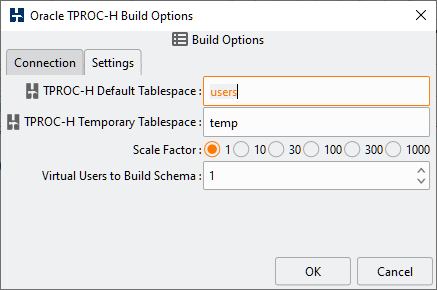 Oracle TPROC-H Build Options
Build Options
Connection Settings
TPROC-H Default Tablespace : users
TPROC-H Temporary Tablespace : temp
Scale Factor : 1 10 30 100 300 1000
Virtual Users to Build Schema : 1
OK Cancel